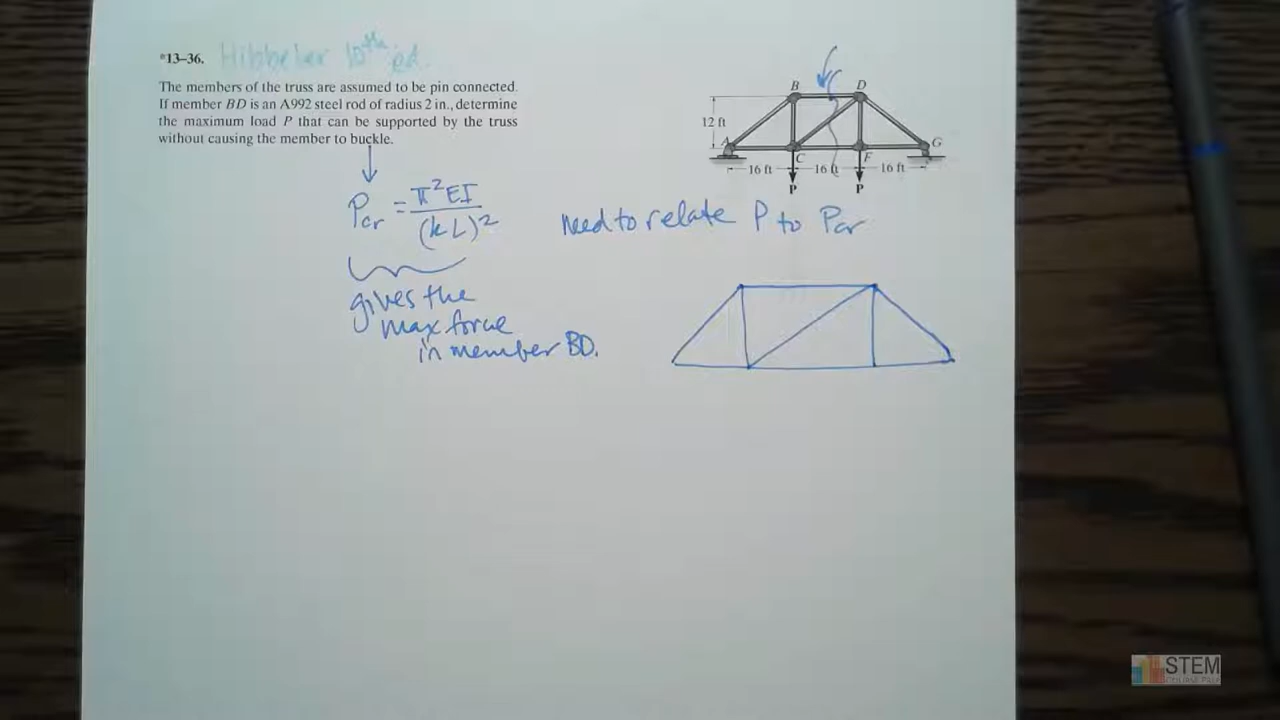 *13–36. Hibbeler 10th ed.
The members of the truss are assumed to be pin connected.
If member BD is an A992 steel rod of radius 2 in., determine
the maximum load P that can be supported by the truss
without causing the member to buckle.
B D
12 ft
A C F G
16 ft 16 ft 16 ft
P P
Pcr = π²EI
(kL)²
need to relate P to Pcr
gives the
max force
in member BD.
STEM
COURSE PREP